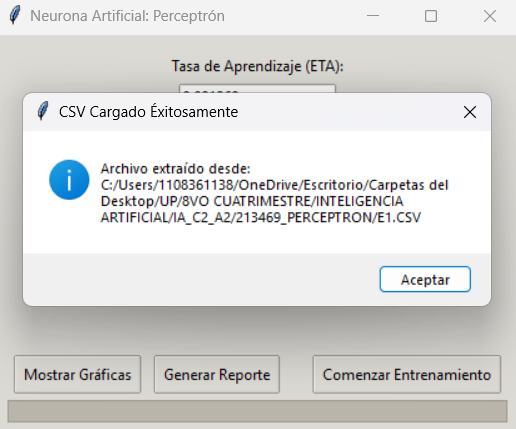 Neurona Artificial: Perceptrón
Tasa de Aprendizaje (ETA):
CSV Cargado Éxitosamente
Archivo extraído desde:
C:/Users/1108361138/OneDrive/Escritorio/Carpetas del
Desktop/UP/8VO CUATRIMESTRE/INTELIGENCIA
ARTIFICIAL/IA_C2_A2/213469_PERCEPTRON/E1.CSV
Aceptar
Mostrar Gráficas Generar Reporte Comenzar Entrenamiento